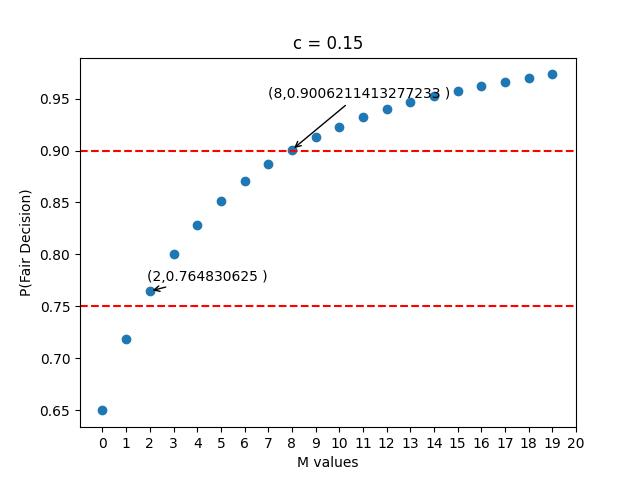 c = 0.15
(8,0.9006211413277233 )
(2,0.764830625 )
P(Fair Decision)
0.95
0.90
0.85
0.80
0.75
0.70
0.65
0 1 2 3 4 5 6 7 8 9 10 11 12 13 14 15 16 17 18 19 20
M values